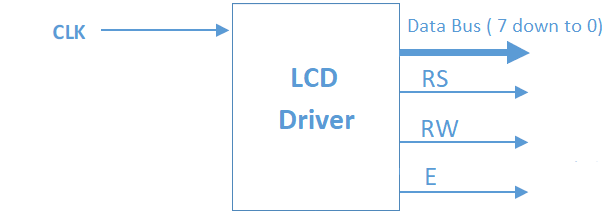 CLK
LCD
Driver
Data Bus ( 7 down to 0)
RS
RW
E